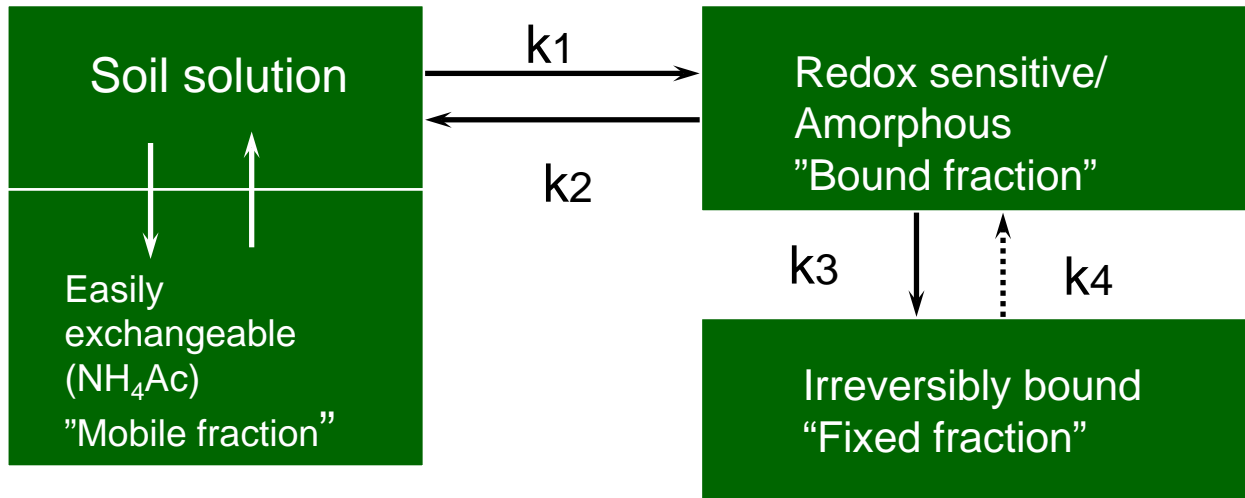 Soil solution
Easily
exchangeable
(NH₄Ac)
”Mobile fraction”
k1
k2
Redox sensitive/
Amorphous
”Bound fraction”
k3
k4
Irreversibly bound
“Fixed fraction”